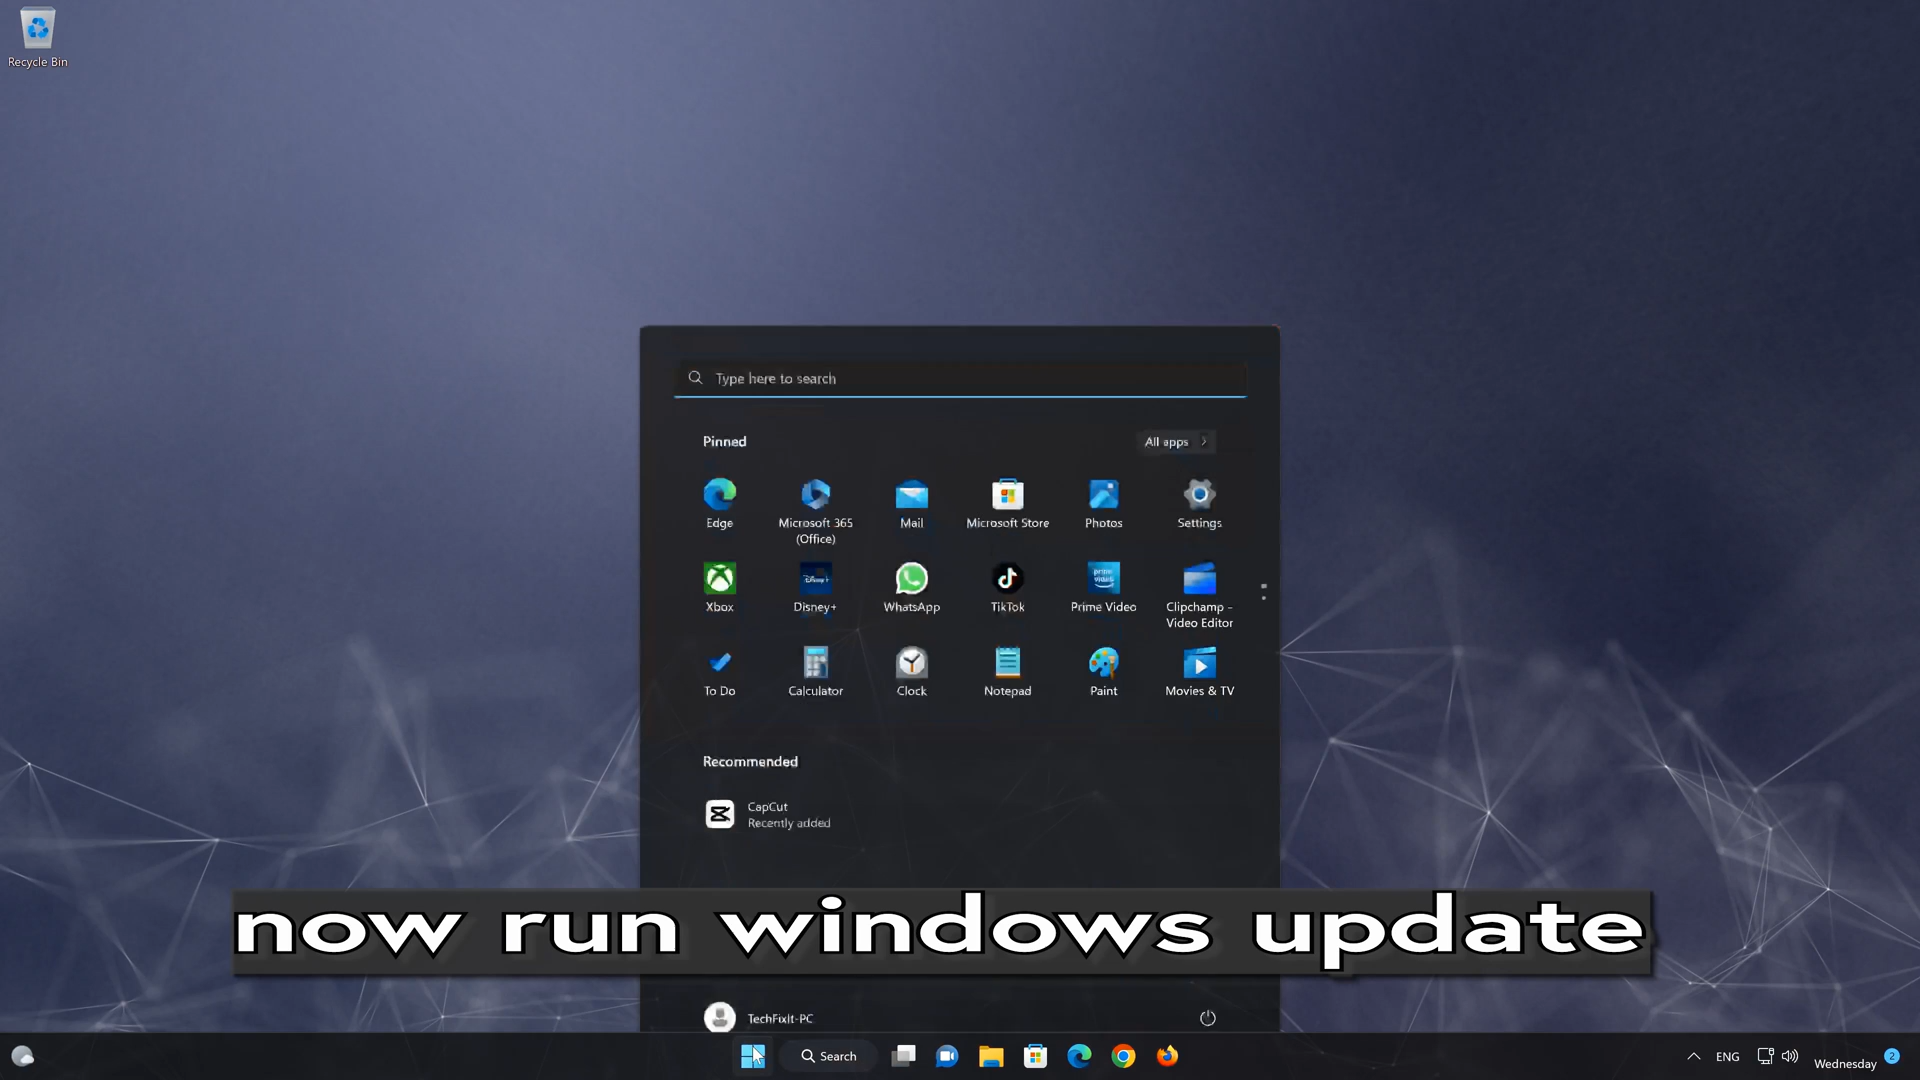 Recycle Bin
Type here to search
Pinned
All apps
Edge
Microsoft 365
(Office)
Mail
Microsoft Store
Photos
Settings
Xbox
Disney+
WhatsApp
TikTok
Prime Video
Clipchamp -
Video Editor
To Do
Calculator
Clock
Notepad
Paint
Movies & TV
Recommended
CapCut
Recently added
now run windows update
TechFixIt-PC
Search
ENG
Wednesday
2